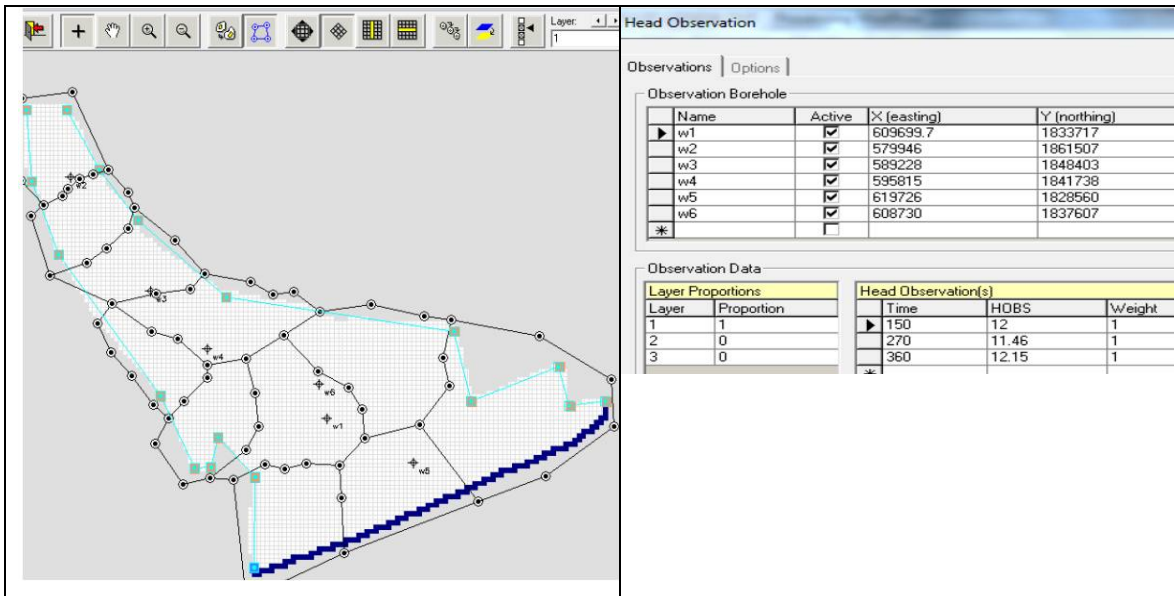 Layer:
1
w2
w3
w4
w6
w1
w5
Head Observation
Observations Options
Observation Borehole
Name Active X (easting) Y (northing)
w1 609699.7 1833717
w2 579946 1861507
w3 589228 1848403
w4 595815 1841738
w5 619726 1828560
w6 608730 1837607
Observation Data
Layer Proportions
Layer Proportion
1 1
2 0
3 0
Head Observation(s)
Time HOBS Weight
150 12 1
270 11.46 1
360 12.15 1